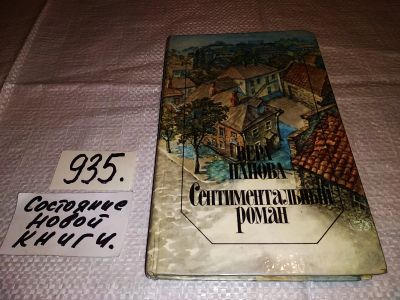 935.
Состояние
новой
книги.
ВЕРА
ПАНОВА
Сентиментальный
роман